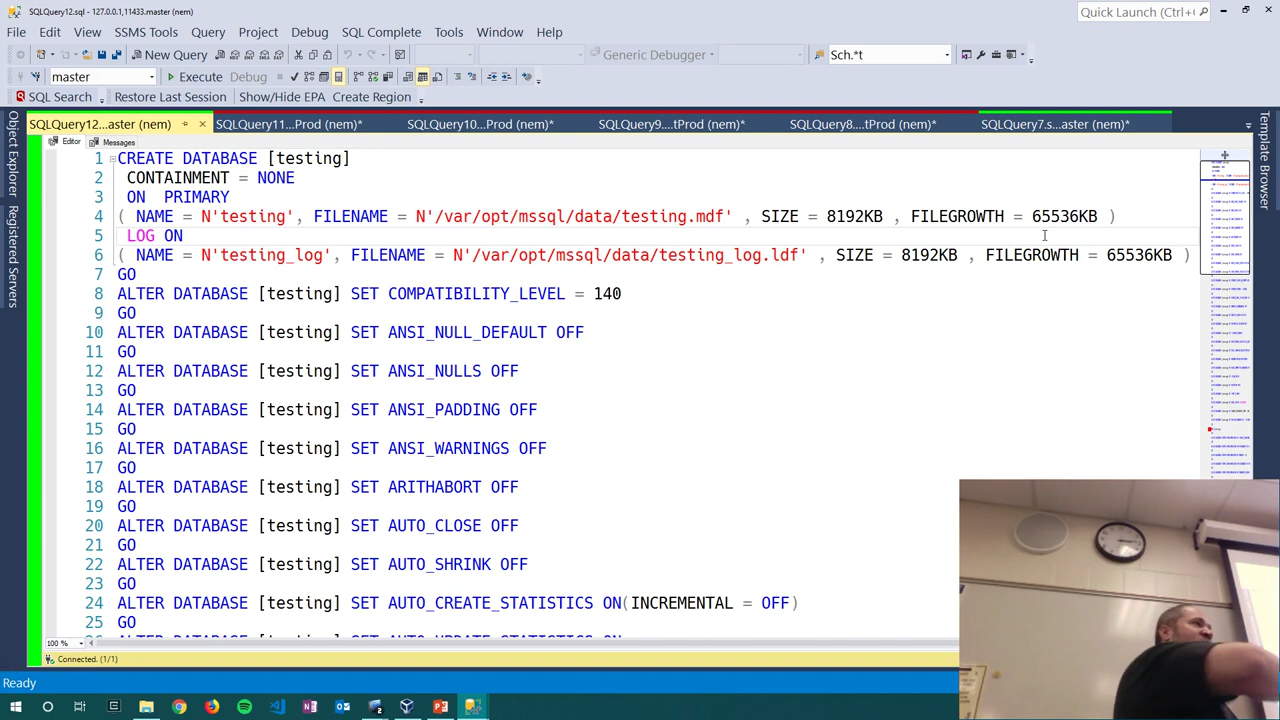 SQLQuery12.sql - 127.0.0.1,11433.master (nem)
Quick Launch (Ctrl+
File Edit View SSMS Tools Query Project Debug SQL Complete Tools Window Help
New Query Generic Debugger Sch.*t
master Execute Debug
SQL Search Restore Last Session Show/Hide EPA Create Region
SQLQuery12...aster (nem) SQLQuery11...Prod (nem)* SQLQuery10...Prod (nem)* SQLQuery9....tProd (nem)* SQLQuery8....tProd (nem)* SQLQuery7.s...aster (nem)*
Object Explorer
Registered Servers
Template Browser
Editor Messages
1 CREATE DATABASE [testing]
2 CONTAINMENT = NONE
3 ON PRIMARY
4 ( NAME = N'testing', FILENAME = N'/var/opt/mssql/data/testing.mdf' , SIZE = 8192KB , FILEGROWTH = 65536KB )
5 LOG ON
6 ( NAME = N'testing_log', FILENAME = N'/var/opt/mssql/data/testing_log.ldf' , SIZE = 8192KB , FILEGROWTH = 65536KB )
7 GO
8 ALTER DATABASE [testing] SET COMPATIBILITY_LEVEL = 140
9 GO
10 ALTER DATABASE [testing] SET ANSI_NULL_DEFAULT OFF
11 GO
12 ALTER DATABASE [testing] SET ANSI_NULLS OFF
13 GO
14 ALTER DATABASE [testing] SET ANSI_PADDING OFF
15 GO
16 ALTER DATABASE [testing] SET ANSI_WARNINGS OFF
17 GO
18 ALTER DATABASE [testing] SET ARITHABORT OFF
19 GO
20 ALTER DATABASE [testing] SET AUTO_CLOSE OFF
21 GO
22 ALTER DATABASE [testing] SET AUTO_SHRINK OFF
23 GO
24 ALTER DATABASE [testing] SET AUTO_CREATE_STATISTICS ON(INCREMENTAL = OFF)
25 GO
100 %
Connected. (1/1)
Ready